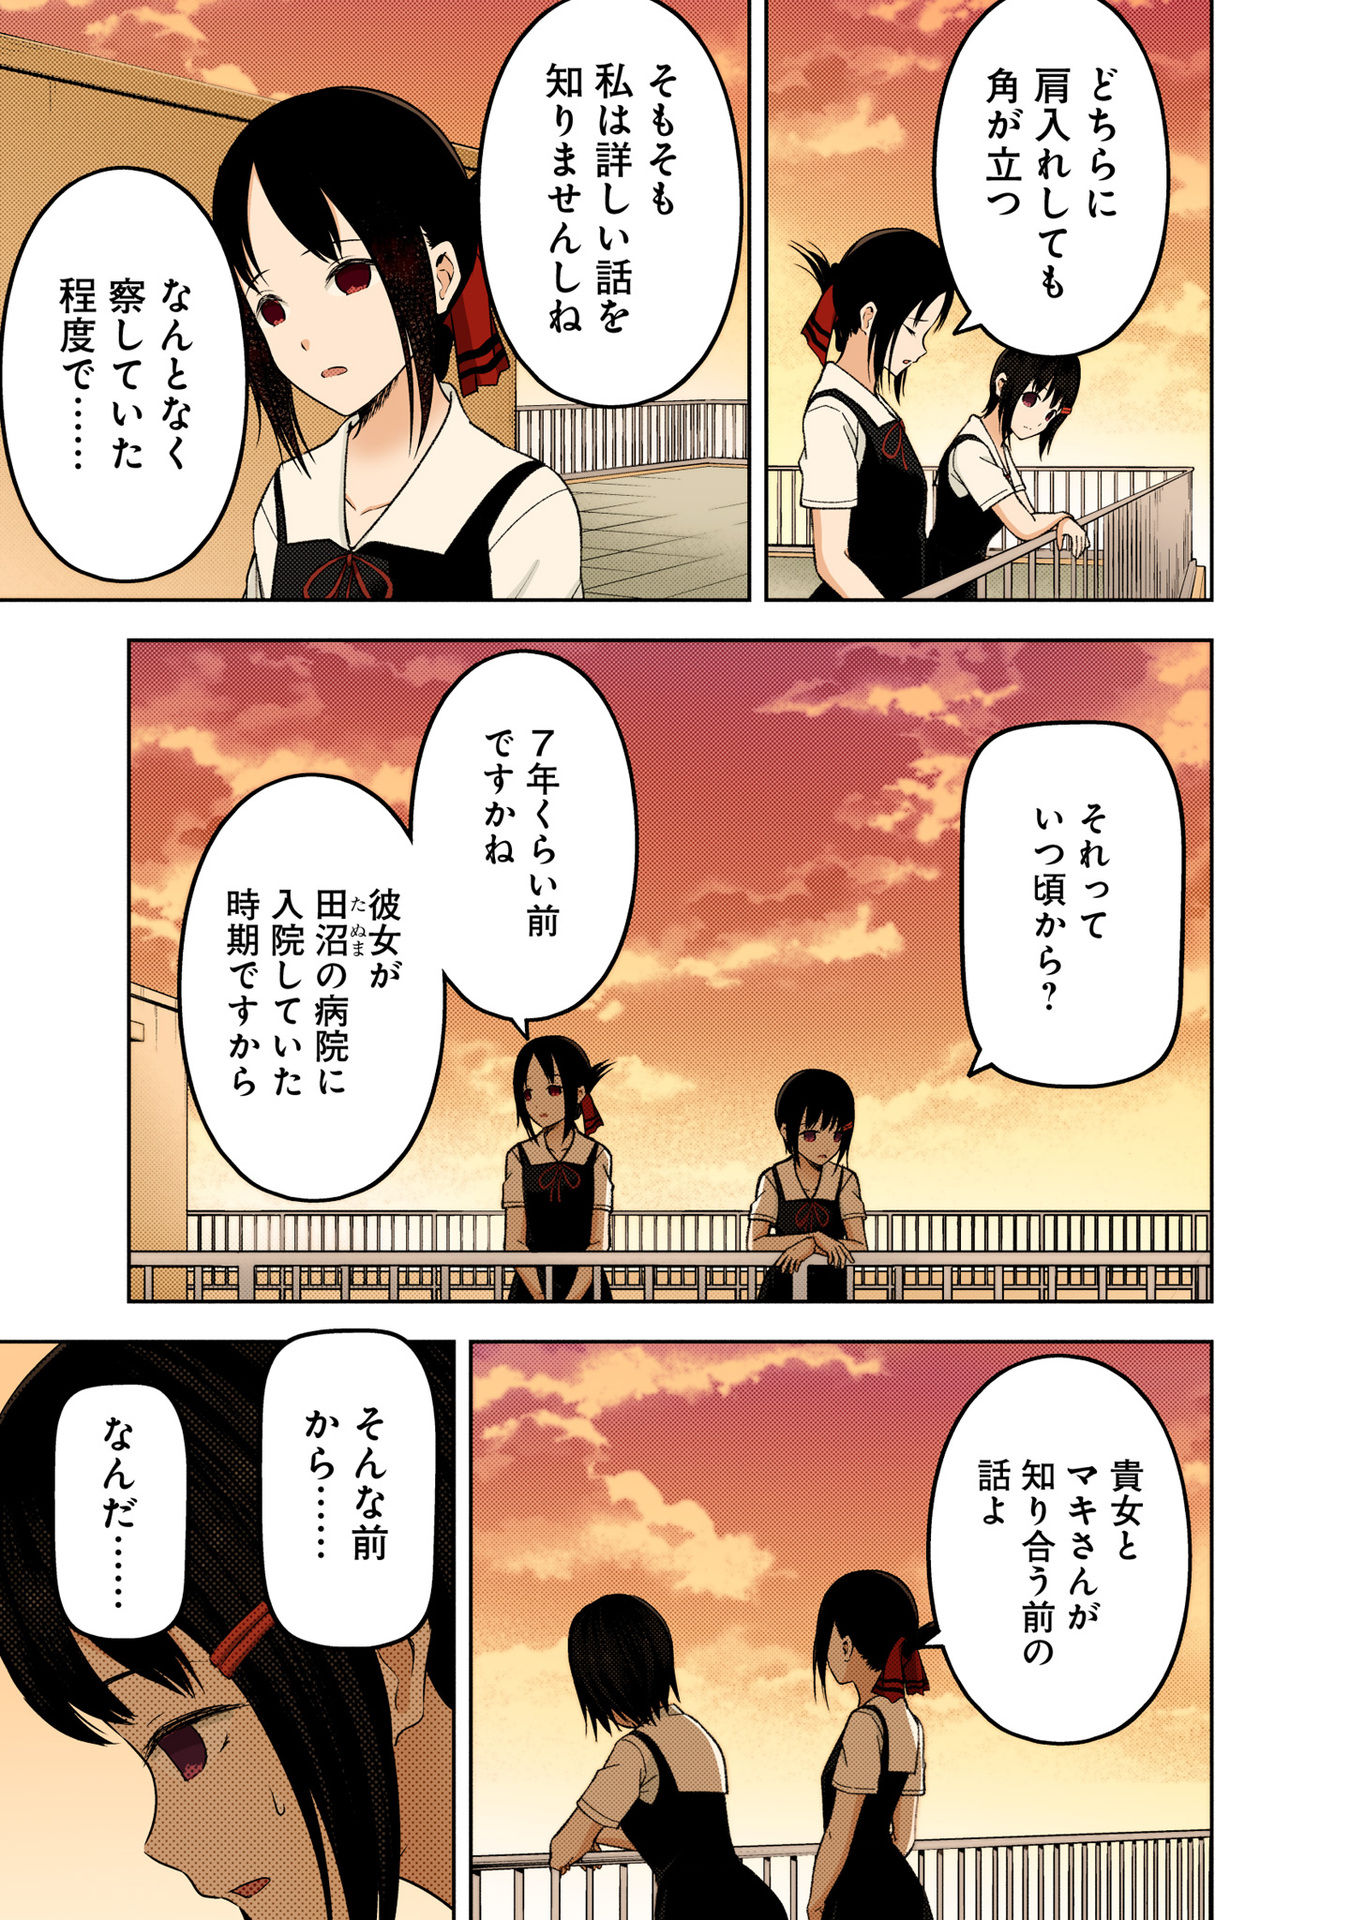 どちらに
肩入れしても
角が立つ
そもそも
私は詳しい話を
知りませんしね
なんとなく
察していた
程度で……
それって
いつ頃から？
7年くらい前
ですかね
彼女が
田沼の病院に
たぬま
入院していた
時期ですから
貴女と
マキさんが
知り合う前の
話よ
そんな前
から……
なんだ……